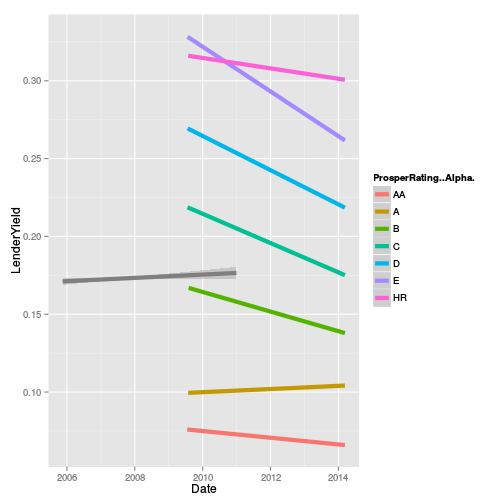 0.30
0.25
0.20
0.15
0.10
LenderYield
2006 2008 2010 2012 2014
Date
ProsperRating..Alpha.
AA
A
B
C
D
E
HR